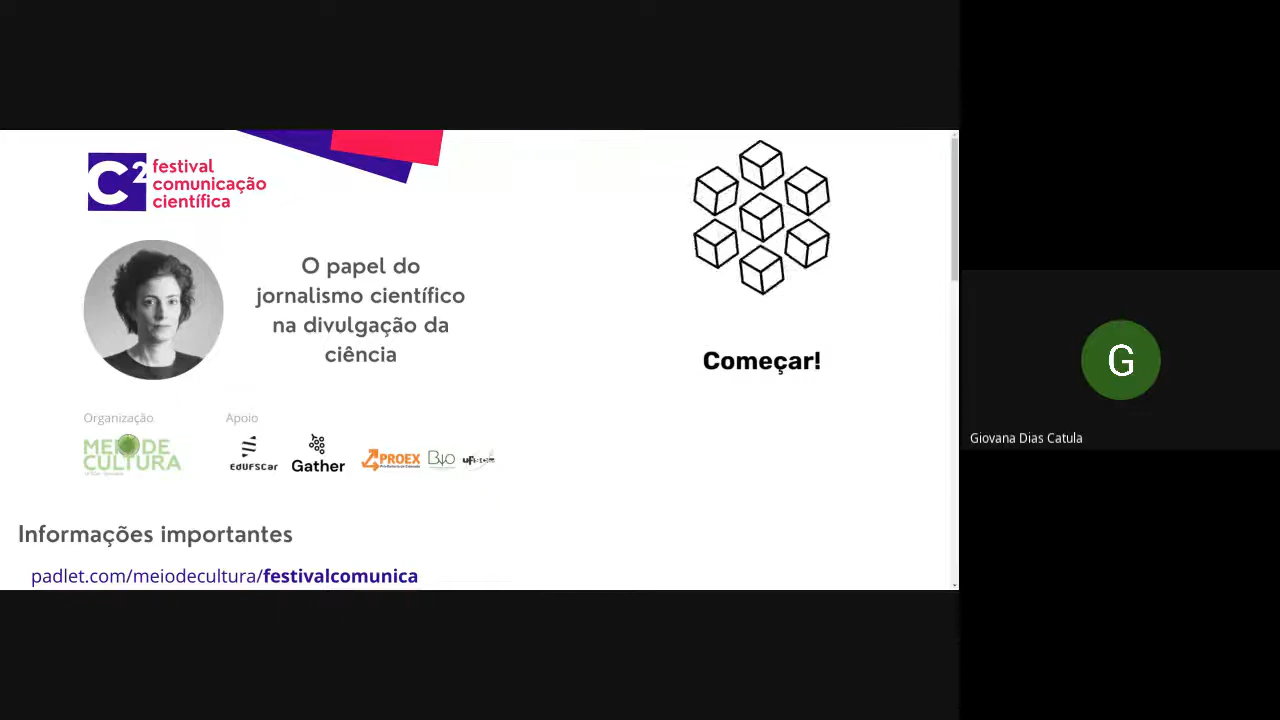 C²
festival
comunicação
científica
O papel do
jornalismo científico
na divulgação da
ciência
Começar!
Organização
Apoio
MEIO DE
CULTURA
EdUFSCar
Gather
PROEX
Bio
Informações importantes
padlet.com/meiodecultura/festivalcomunica
G
Giovana Dias Catula